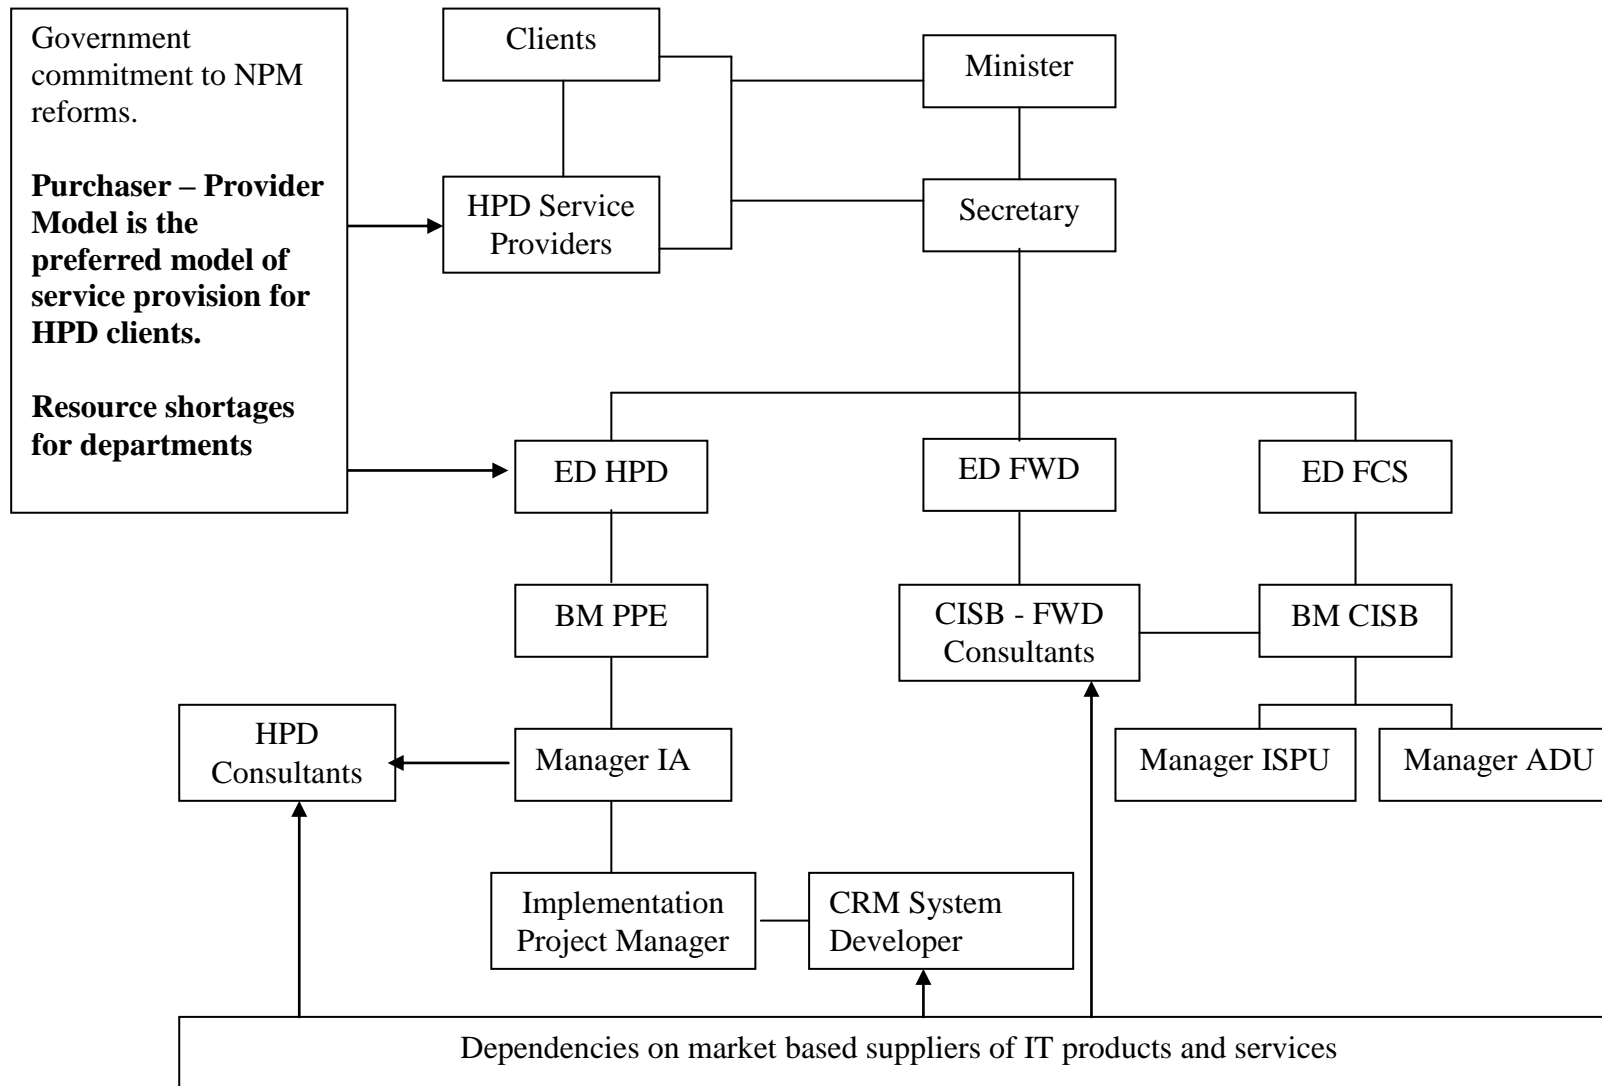 Government
commitment to NPM
reforms.
Purchaser – Provider
Model is the
preferred model of
service provision for
HPD clients.
Resource shortages
for departments
Clients
Minister
HPD Service
Providers
Secretary
ED HPD
ED FWD
ED FCS
BM PPE
CISB - FWD
Consultants
BM CISB
HPD
Consultants
Manager IA
Manager ISPU
Manager ADU
Implementation
Project Manager
CRM System
Developer
Dependencies on market based suppliers of IT products and services